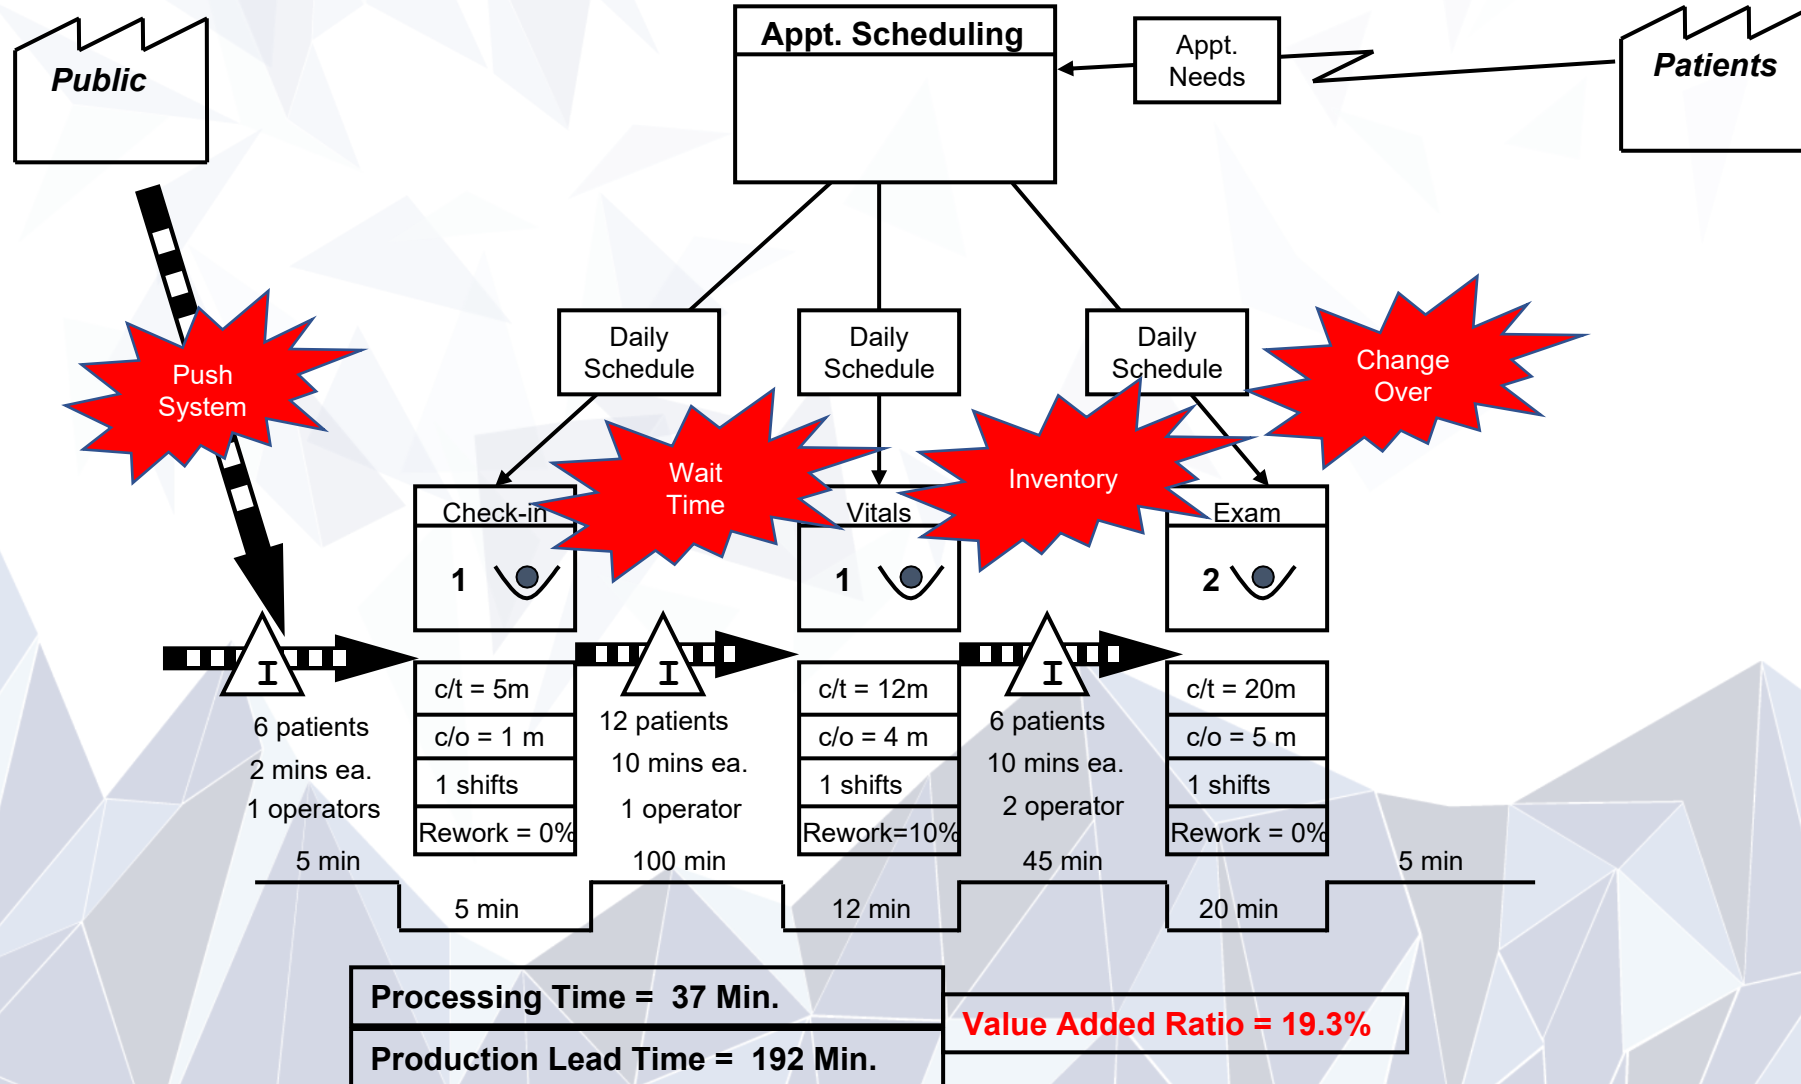 Public
Appt. Scheduling
Appt.
Needs
Patients
Daily
Schedule
Daily
Schedule
Daily
Schedule
Push
System
Wait
Time
Inventory
Change
Over
Check-in
1
Vitals
1
Exam
2
I
6 patients
2 mins ea.
1 operators
c/t = 5m
c/o = 1 m
1 shifts
Rework = 0%
I
12 patients
10 mins ea.
1 operator
c/t = 12m
c/o = 4 m
1 shifts
Rework=10%
I
6 patients
10 mins ea.
2 operator
c/t = 20m
c/o = 5 m
1 shifts
Rework = 0%
5 min
5 min
100 min
12 min
45 min
20 min
5 min
Processing Time =  37 Min.
Production Lead Time =  192 Min.
Value Added Ratio = 19.3%